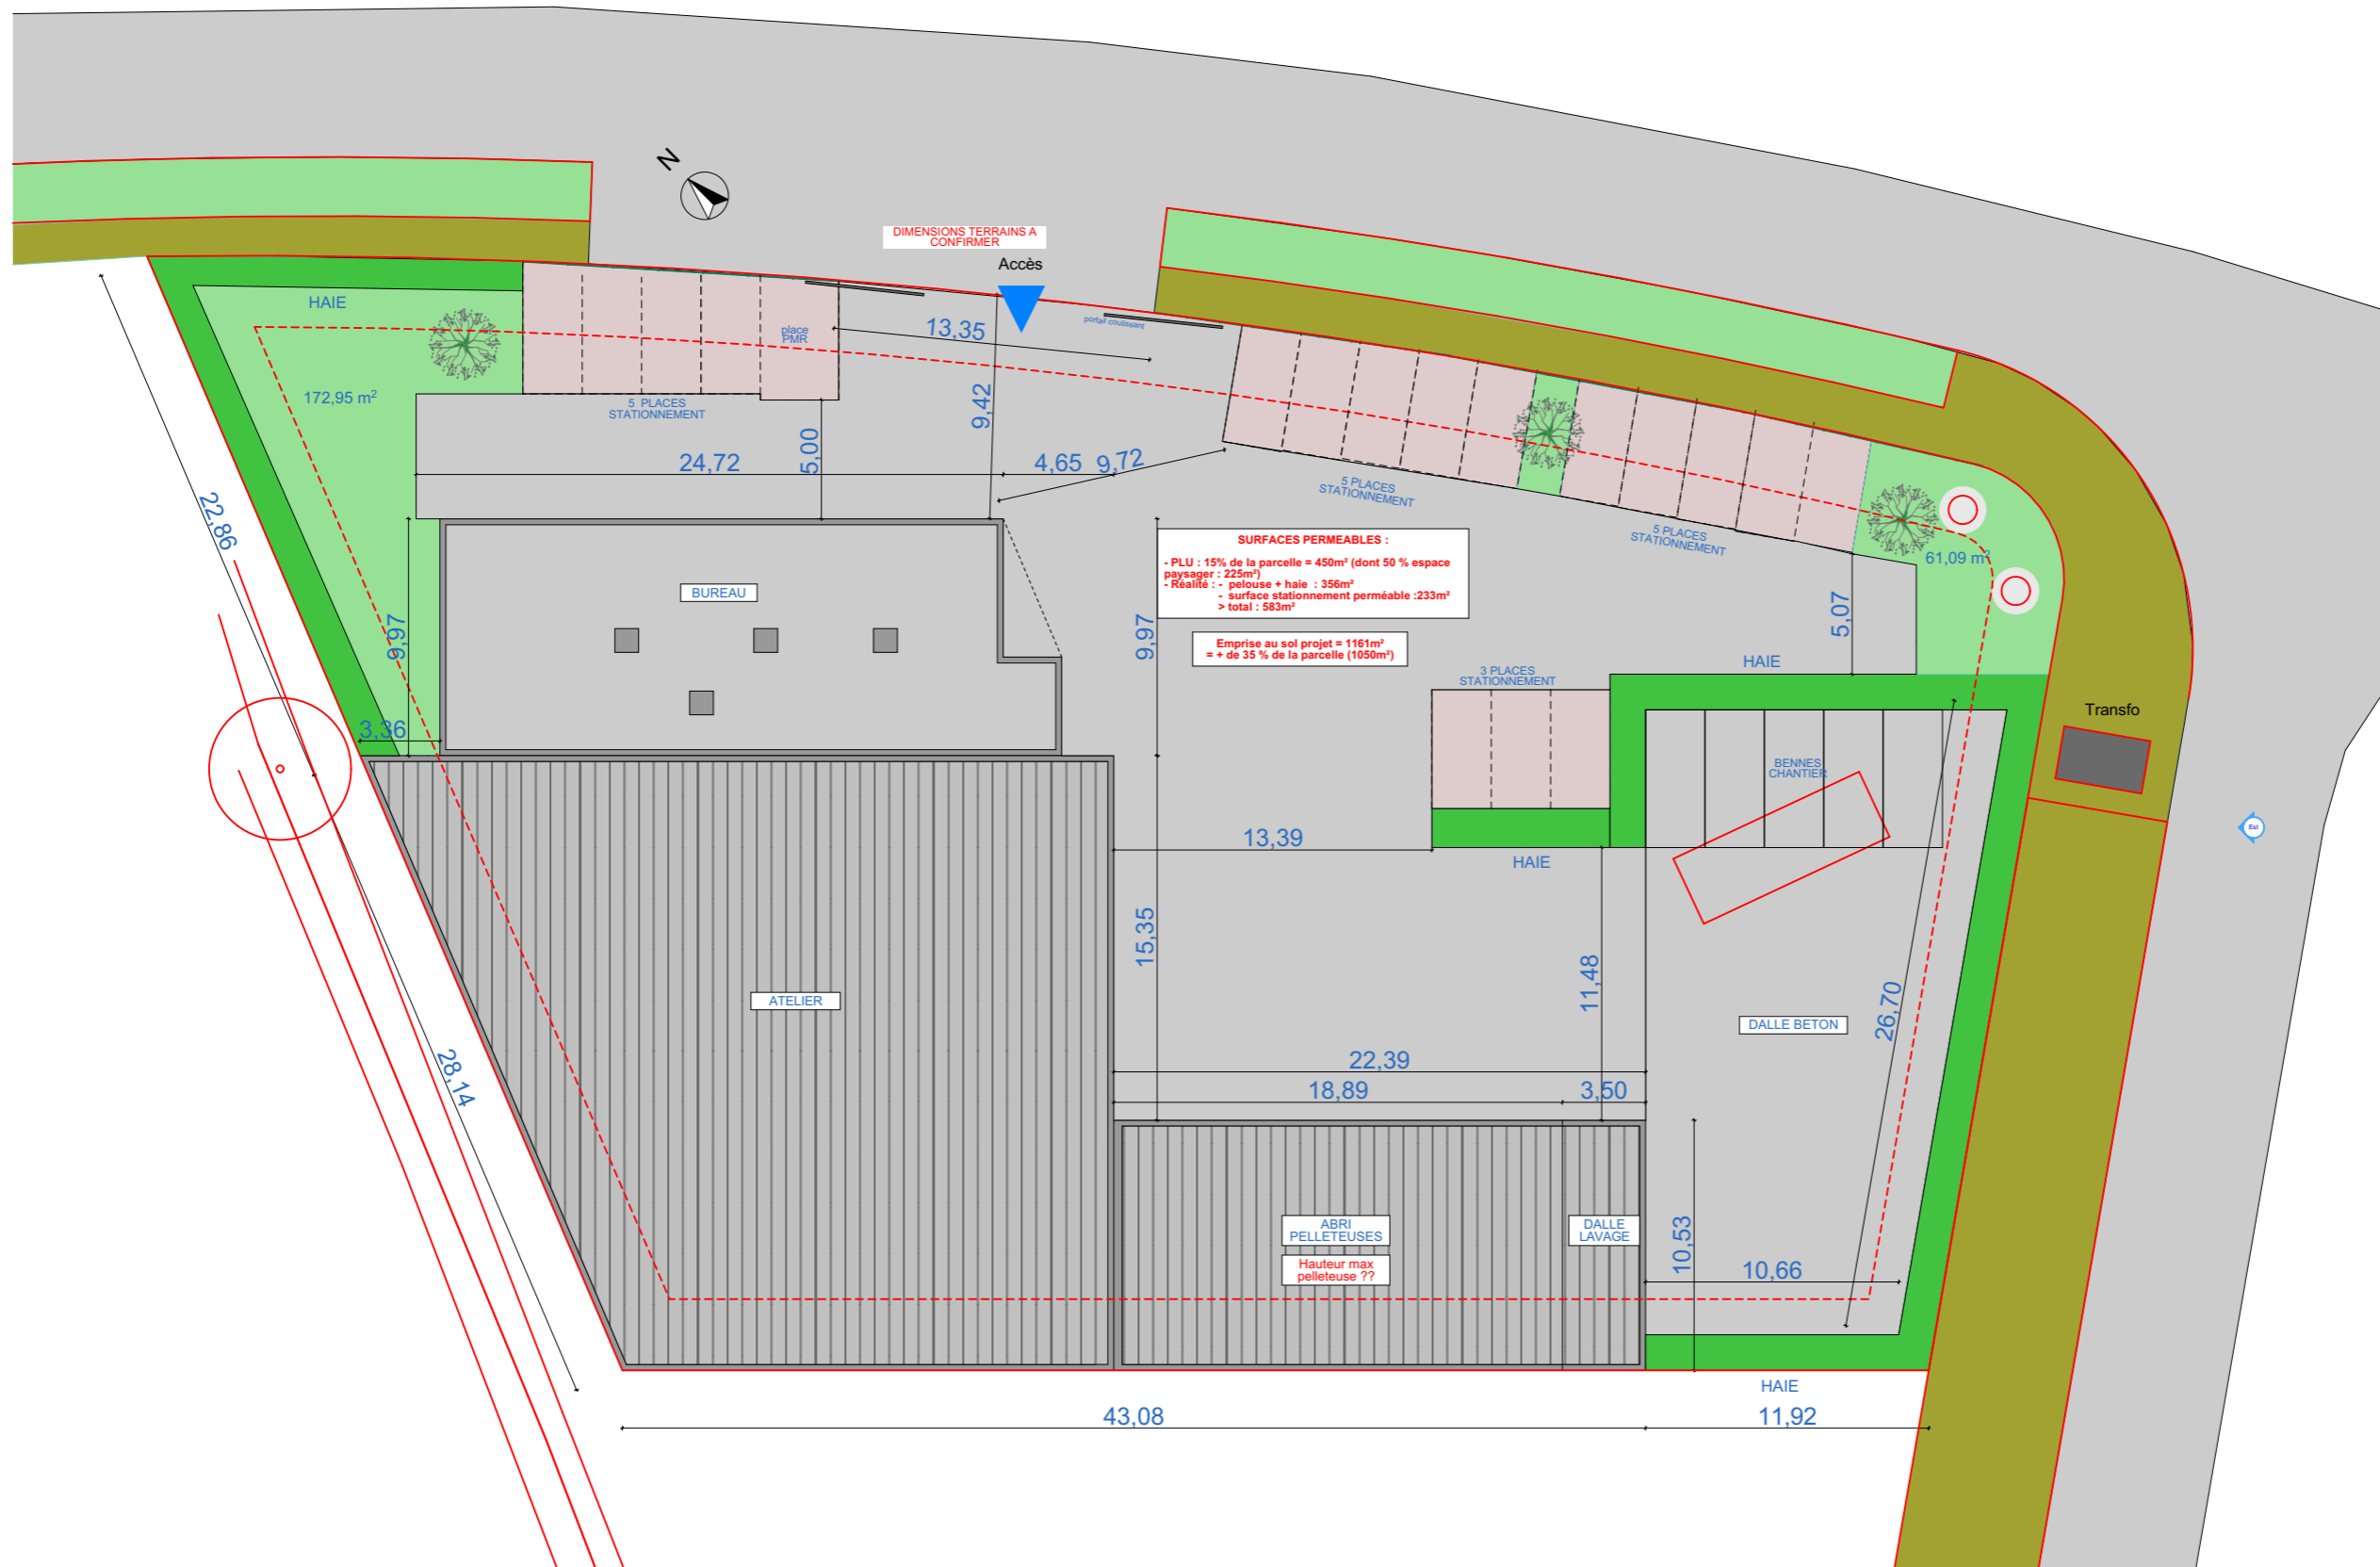 N
DIMENSIONS TERRAINS A
CONFIRMER
Accès
HAIE
place
PMR
13,35
portail coulissant
172,95 m²
5 PLACES
STATIONNEMENT
9,42
5,00
24,72
4,65
9,72
5 PLACES
STATIONNEMENT
5 PLACES
STATIONNEMENT
61,09 m²
22,86
SURFACES PERMEABLES :
- PLU : 15% de la parcelle = 450m² (dont 50 % espace
paysager : 225m²)
- Réalité : - pelouse + haie : 356m²
- surface stationnement perméable :233m²
> total : 583m²
BUREAU
9,97
9,97
5,07
Emprise au sol projet = 1161m²
= + de 35 % de la parcelle (1050m²)
HAIE
3 PLACES
STATIONNEMENT
3,36
Transfo
BENNES
CHANTIER
Est
13,39
HAIE
15,35
11,48
ATELIER
26,70
DALLE BETON
28,14
22,39
18,89
3,50
ABRI
PELLETEUSES
DALLE
LAVAGE
10,53
Hauteur max
pelleteuse ??
10,66
HAIE
43,08
11,92